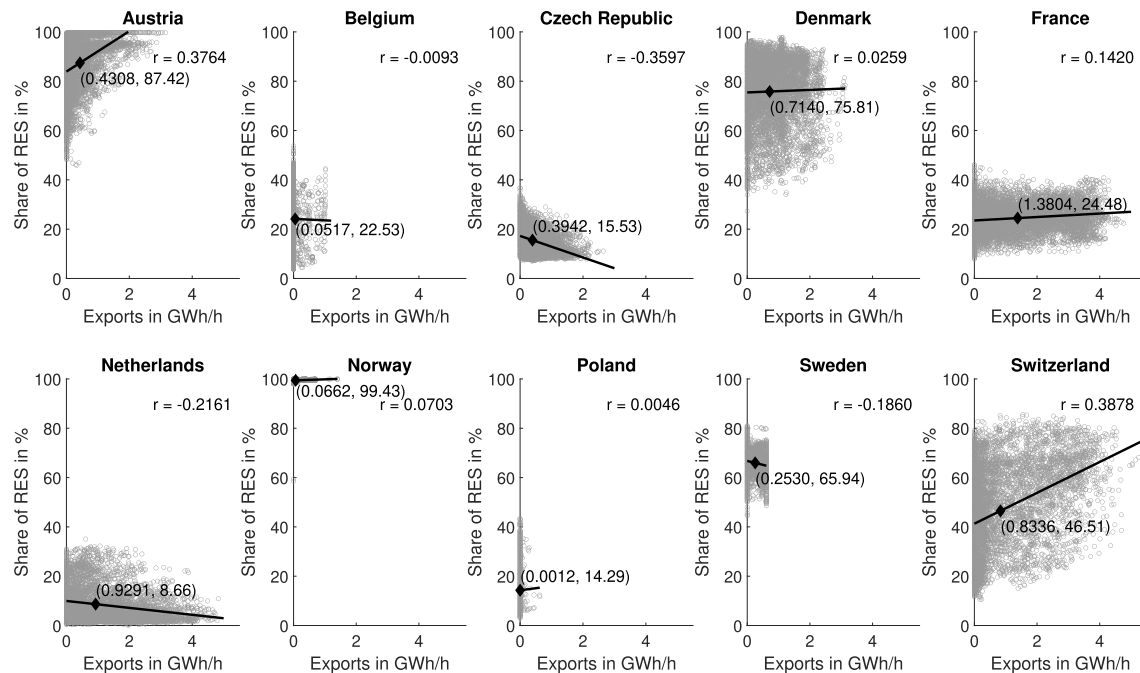 Austria
Belgium
Czech Republic
Denmark
France
Share of RES in %
100
80
60
40
20
0
r = 0.3764
(0.4308, 87.42)
0 2 4
Exports in GWh/h
Share of RES in %
100
80
60
40
20
0
r = -0.0093
(0.0517, 22.53)
0 2 4
Exports in GWh/h
Share of RES in %
100
80
60
40
20
0
r = -0.3597
(0.3942, 15.53)
0 2 4
Exports in GWh/h
Share of RES in %
100
80
60
40
20
0
r = 0.0259
(0.7140, 75.81)
0 2 4
Exports in GWh/h
Share of RES in %
100
80
60
40
20
0
r = 0.1420
(1.3804, 24.48)
0 2 4
Exports in GWh/h
Netherlands
Norway
Poland
Sweden
Switzerland
Share of RES in %
100
80
60
40
20
0
r = -0.2161
(0.9291, 8.66)
0 2 4
Exports in GWh/h
Share of RES in %
100
80
60
40
20
0
(0.0662, 99.43)
r = 0.0703
0 2 4
Exports in GWh/h
Share of RES in %
100
80
60
40
20
0
r = 0.0046
(0.0012, 14.29)
0 2 4
Exports in GWh/h
Share of RES in %
100
80
60
40
20
0
r = -0.1860
(0.2530, 65.94)
0 2 4
Exports in GWh/h
Share of RES in %
100
80
60
40
20
0
r = 0.3878
(0.8336, 46.51)
0 2 4
Exports in GWh/h